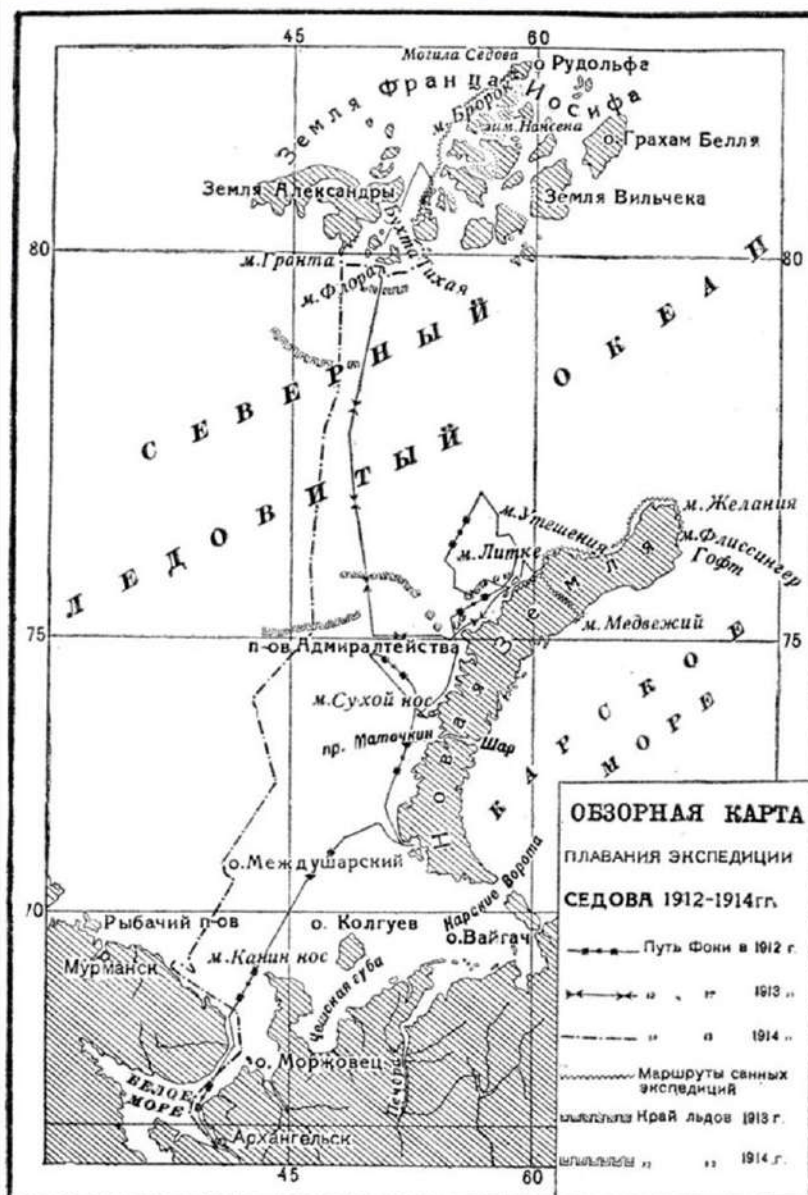 45
60
Могила Седова
о Рудольфа
Земля Франца Иосифа
м. Борок
зим. Нансена
о. Грахам Белля
Земля Александры
Земля Вильчека
80
80
м. Гранта
м. Флора
Бухта Тихая
СЕВЕРНЫЙ
ЛЕДОВИТЫЙ ОКЕАН
м. Желания
м. Утешения
м. Литке
м. Флиссингер
Гофт
м. Медвежий
75
75
п-ов Адмиралтейства
Новая Земля
м. Сухой нос
пр. Маточкин Шар
КАРСКОЕ
МОРЕ
о. Междушарский
Карские Ворота
70
Рыбачий п-ов
о. Колгуев
о. Вайгач
м. Канин нос
Мурманск
Чошская губа
Печера
о. Моржовец
БЕЛОЕ
МОРЕ
Архангельск
45
60
ОБЗОРНАЯ КАРТА
ПЛАВАНИЯ ЭКСПЕДИЦИИ
СЕДОВА 1912-1914гг.
Путь Фоки в 1912 г.
" " " 1913 "
" " 1914 "
Маршруты санных
экспедиций
Край льдов 1913 г.
" " 1914 г.